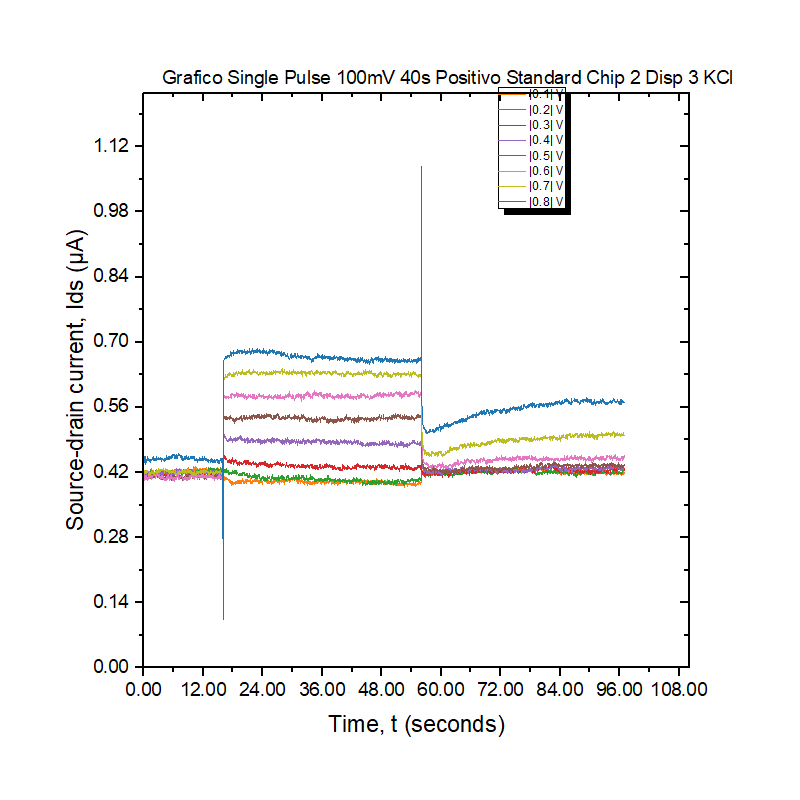 Grafico Single Pulse 100mV 40s Positivo Standard Chip 2 Disp 3 KCl
|0.1| V
|0.2| V
|0.3| V
|0.4| V
|0.5| V
|0.6| V
|0.7| V
|0.8| V
1.12
0.98
0.84
0.70
0.56
0.42
0.28
0.14
0.00
Source-drain current, Ids (μA)
0.00 12.00 24.00 36.00 48.00 60.00 72.00 84.00 96.00 108.00
Time, t (seconds)